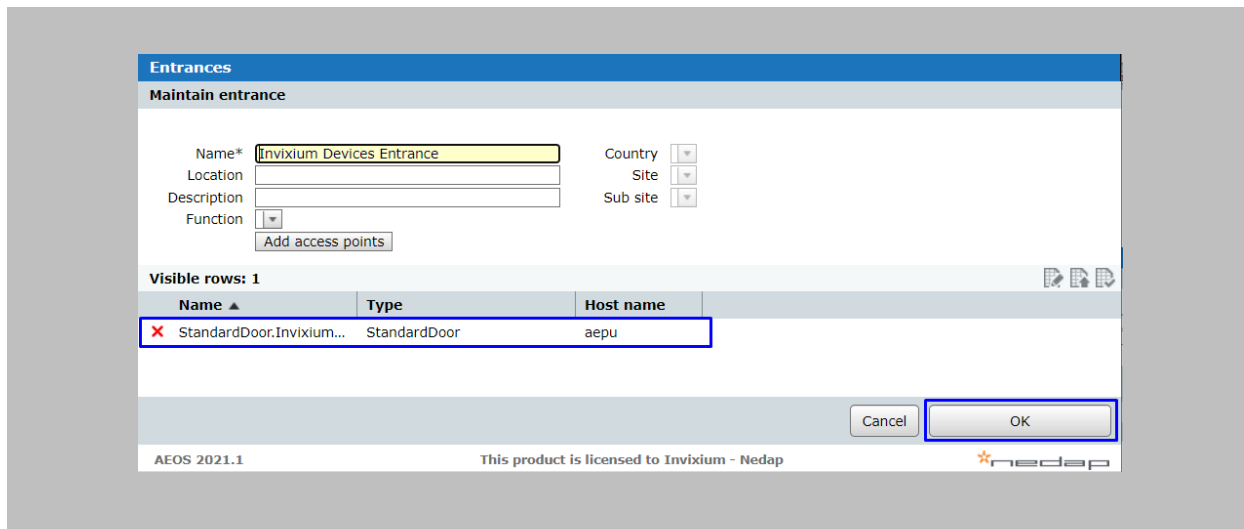 Entrances
Maintain entrance
Name* Invixium Devices Entrance Country
Location Site
Description Sub site
Function
Add access points
Visible rows: 1
Name ▲ Type Host name
StandardDoor.Invixium... StandardDoor aepu
Cancel OK
AEOS 2021.1 This product is licensed to Invixium - Nedap nedap